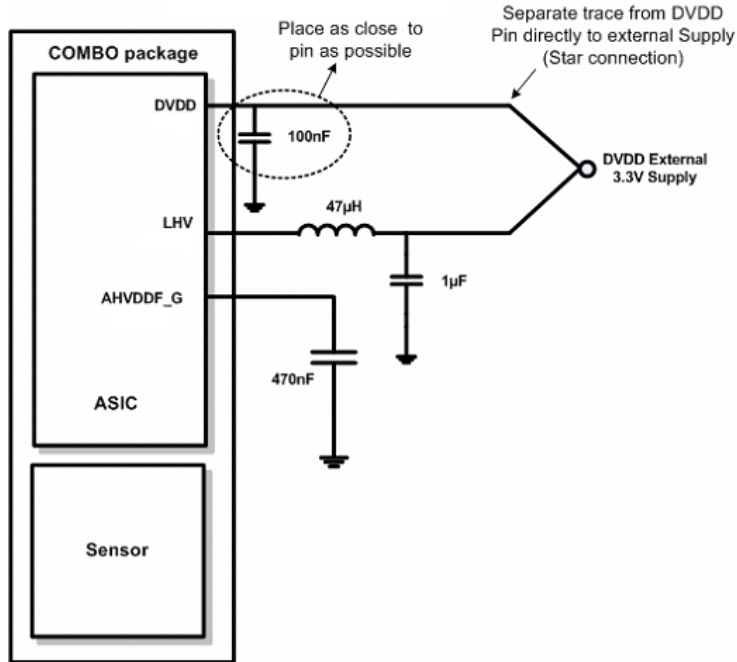 Place as close to
pin as possible
Separate trace from DVDD
Pin directly to external Supply
(Star connection)
COMBO package
DVDD
100nF
DVDD External
3.3V Supply
LHV
47µH
1µF
AHVDDF_G
470nF
ASIC
Sensor